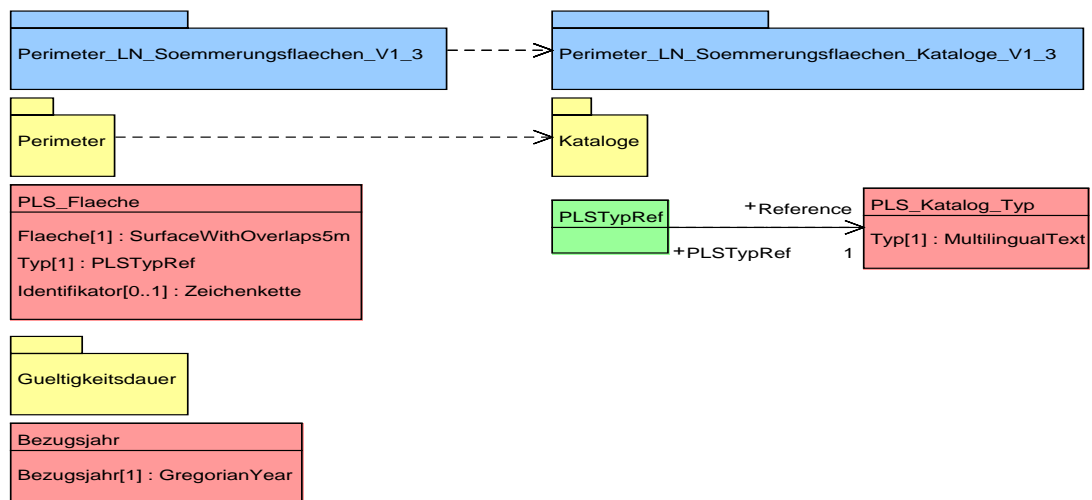 Perimeter_LN_Soemmerungsflaechen_V1_3
Perimeter_LN_Soemmerungsflaechen_Kataloge_V1_3
Perimeter
Kataloge
PLS_Flaeche
Flaeche[1] : SurfaceWithOverlaps5m
Typ[1] : PLSTypRef
Identifikator[0..1] : Zeichenkette
PLSTypRef
+Reference
+PLSTypRef
1
PLS_Katalog_Typ
Typ[1] : MultilingualText
Gueltigkeitsdauer
Bezugsjahr
Bezugsjahr[1] : GregorianYear